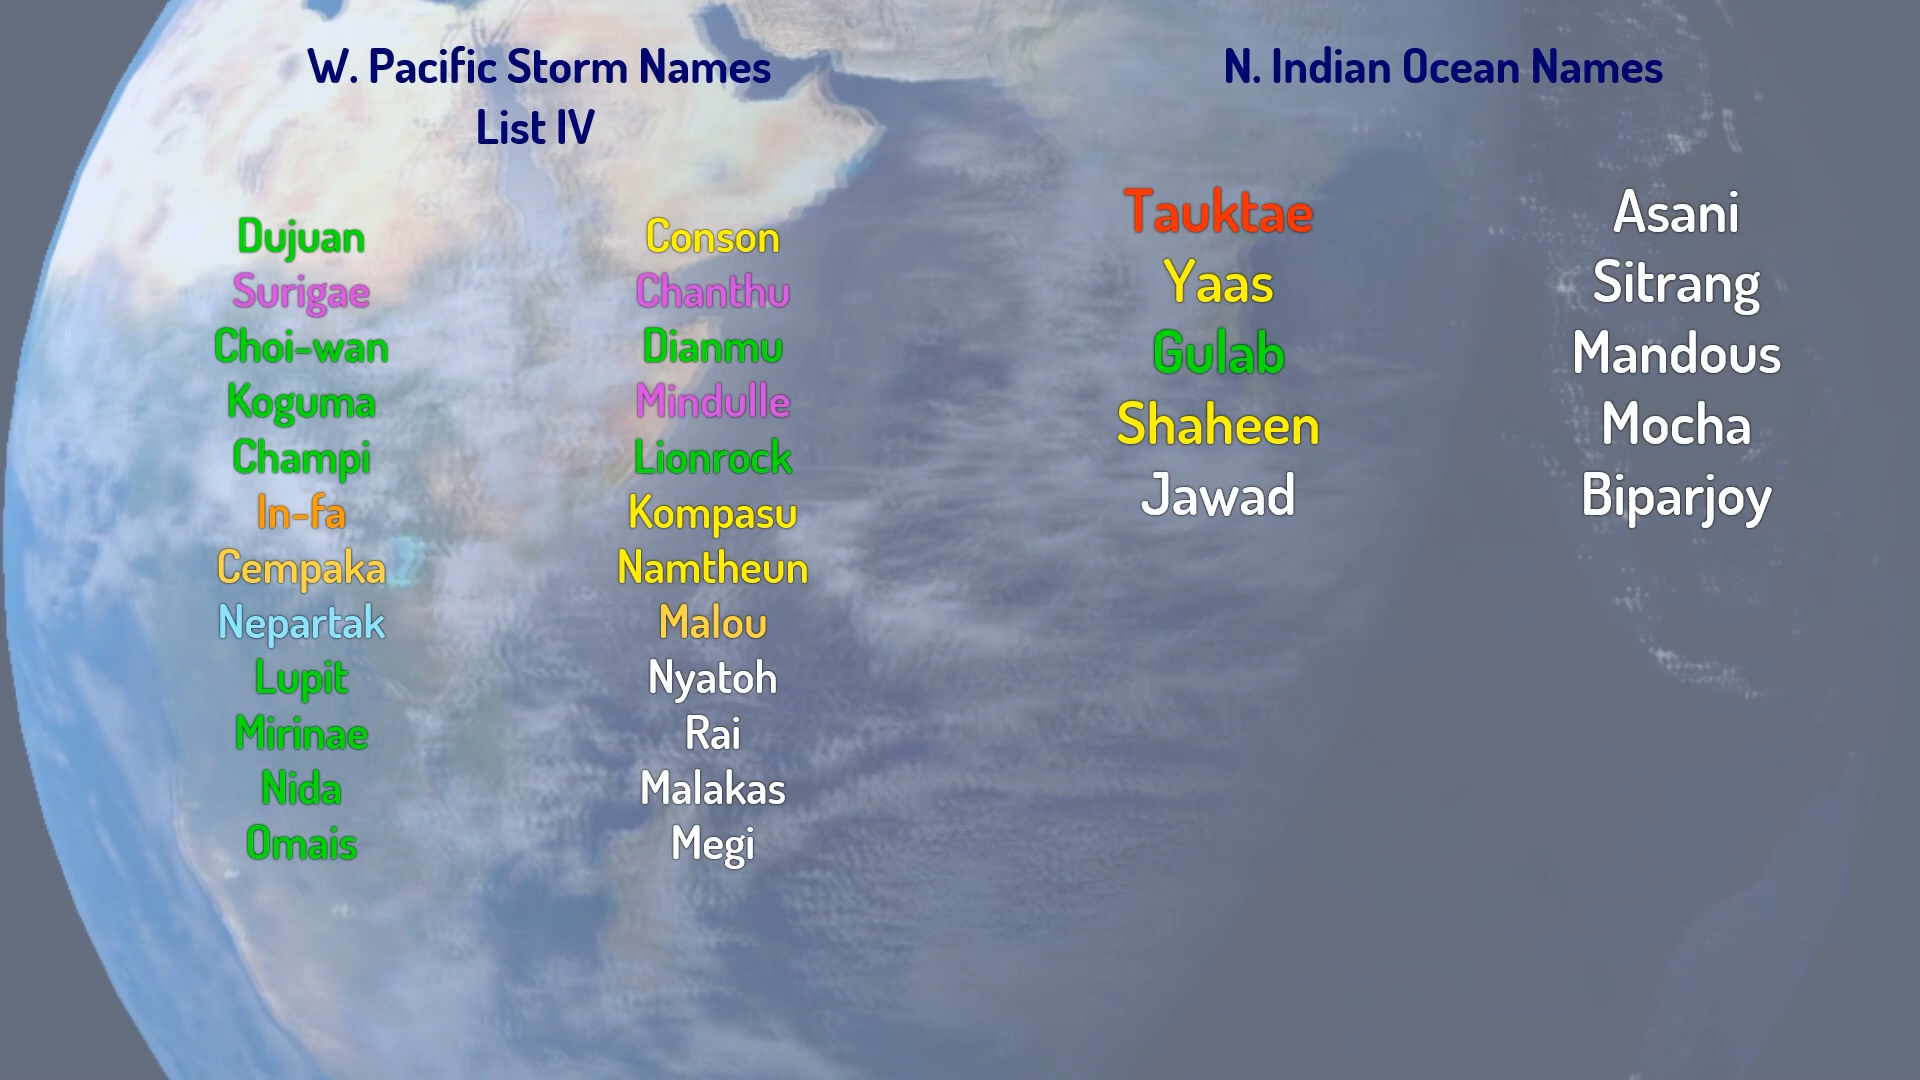 W. Pacific Storm Names
List IV
Dujuan
Surigae
Choi-wan
Koguma
Champi
In-fa
Cempaka
Nepartak
Lupit
Mirinae
Nida
Omais
Conson
Chanthu
Dianmu
Mindulle
Lionrock
Kompasu
Namtheun
Malou
Nyatoh
Rai
Malakas
Megi
N. Indian Ocean Names
Tauktae
Yaas
Gulab
Shaheen
Jawad
Asani
Sitrang
Mandous
Mocha
Biparjoy